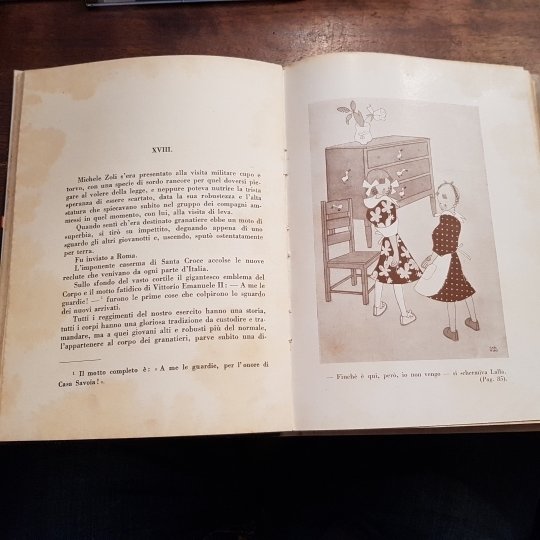 XVIII.
Michele Zoli s'era presentato alla visita militare cupo e
torvo, con una specie di sordo rancore per quel doversi pie-
gare al volere della legge, e neppure poteva nutrire la trista
speranza di essere scartato, data la sua robustezza e l'alta
statura che spiccavano subito nel gruppo dei compagni am-
messi in quel momento, con lui, alla visita di leva.
Quando sentì ch'era destinato granatiere ebbe un moto di
superbia, si tirò su impettito, degnando appena di uno
sguardo gli altri giovanotti e, uscendo, sputò ostentatamente
per terra.
Fu inviato a Roma.
L'imponente caserma di Santa Croce accolse le nuove
reclute che venivano da ogni parte d'Italia.
Sullo sfondo del vasto cortile il gigantesco emblema del
Corpo e il motto fatidico di Vittorio Emanuele II: — A me le
guardie! — ¹ furono le prime cose che colpirono lo sguardo
dei nuovi arrivati.
Tutti i reggimenti del nostro esercito hanno una storia,
tutti i corpi hanno una gloriosa tradizione da custodire e tra-
mandare, ma a quei giovani alti e robusti più del normale,
l'appartenere al corpo dei granatieri, parve subito una di-
¹ Il motto completo è: « A me le guardie, per l'onore di
Casa Savoia! ».
— Finchè è qui, però, io non vengo — si schermiva Lalla.
(Pag. 85).